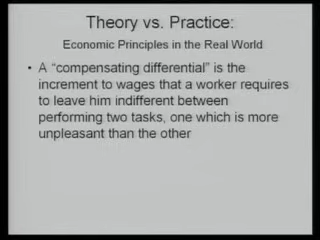 Theory vs. Practice:
Economic Principles in the Real World
• A “compensating differential” is the
increment to wages that a worker requires
to leave him indifferent between
performing two tasks, one which is more
unpleasant than the other